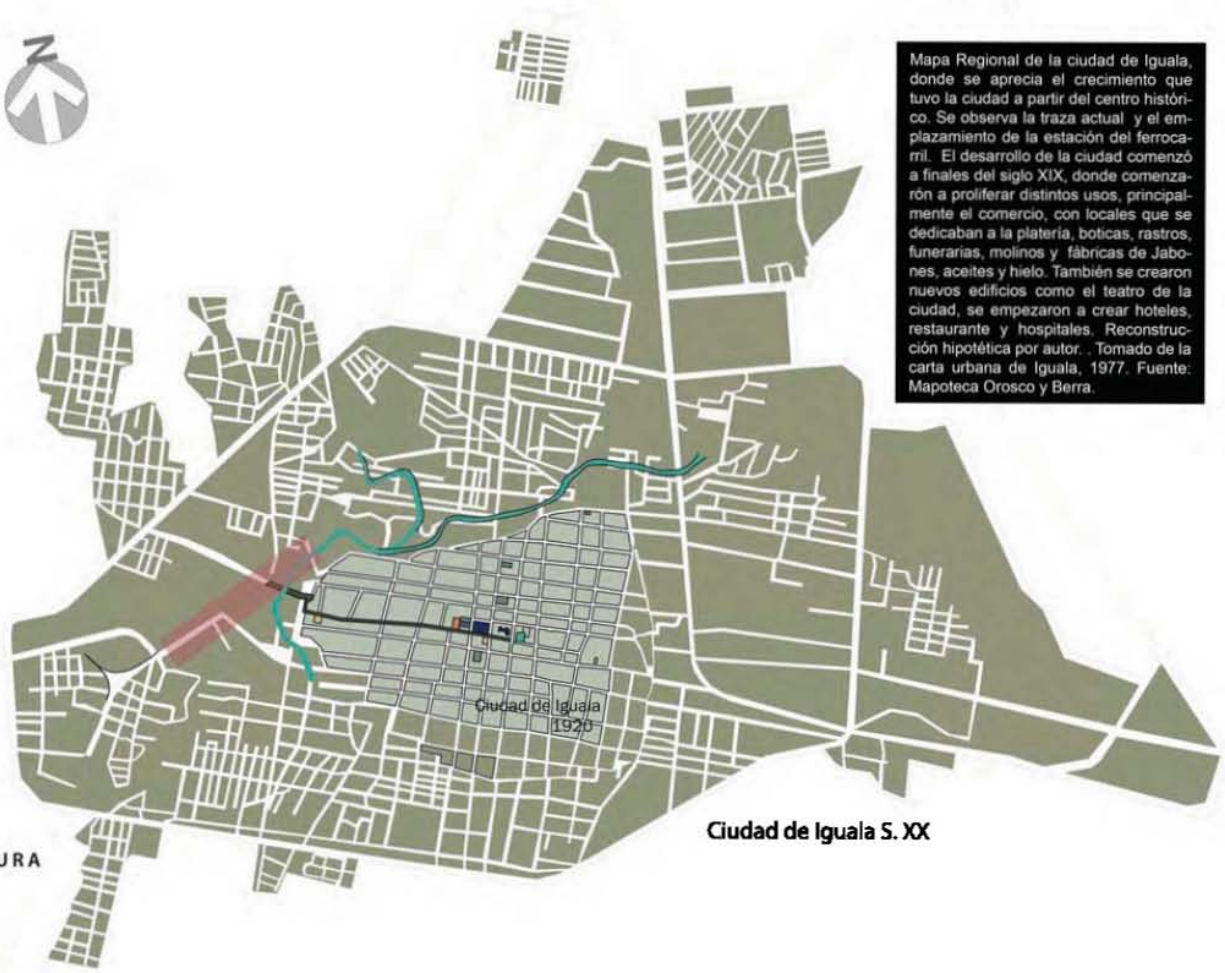 N
Mapa Regional de la ciudad de Iguala,
donde se aprecia el crecimiento que
tuvo la ciudad a partir del centro históri-
co. Se observa la traza actual y el em-
plazamiento de la estación del ferroca-
rril. El desarrollo de la ciudad comenzó
a finales del siglo XIX, donde comenza-
rón a proliferar distintos usos, principal-
mente el comercio, con locales que se
dedicaban a la platería, boticas, rastros,
funerarias, molinos y fábricas de Jabo-
nes, aceites y hielo. También se crearon
nuevos edificios como el teatro de la
ciudad, se empezaron a crear hoteles,
restaurante y hospitales. Reconstruc-
ción hipotética por autor. . Tomado de la
carta urbana de Iguala, 1977. Fuente:
Mapoteca Orosco y Berra.
Ciudad de Iguala
1920
Ciudad de Iguala S. XX
URA